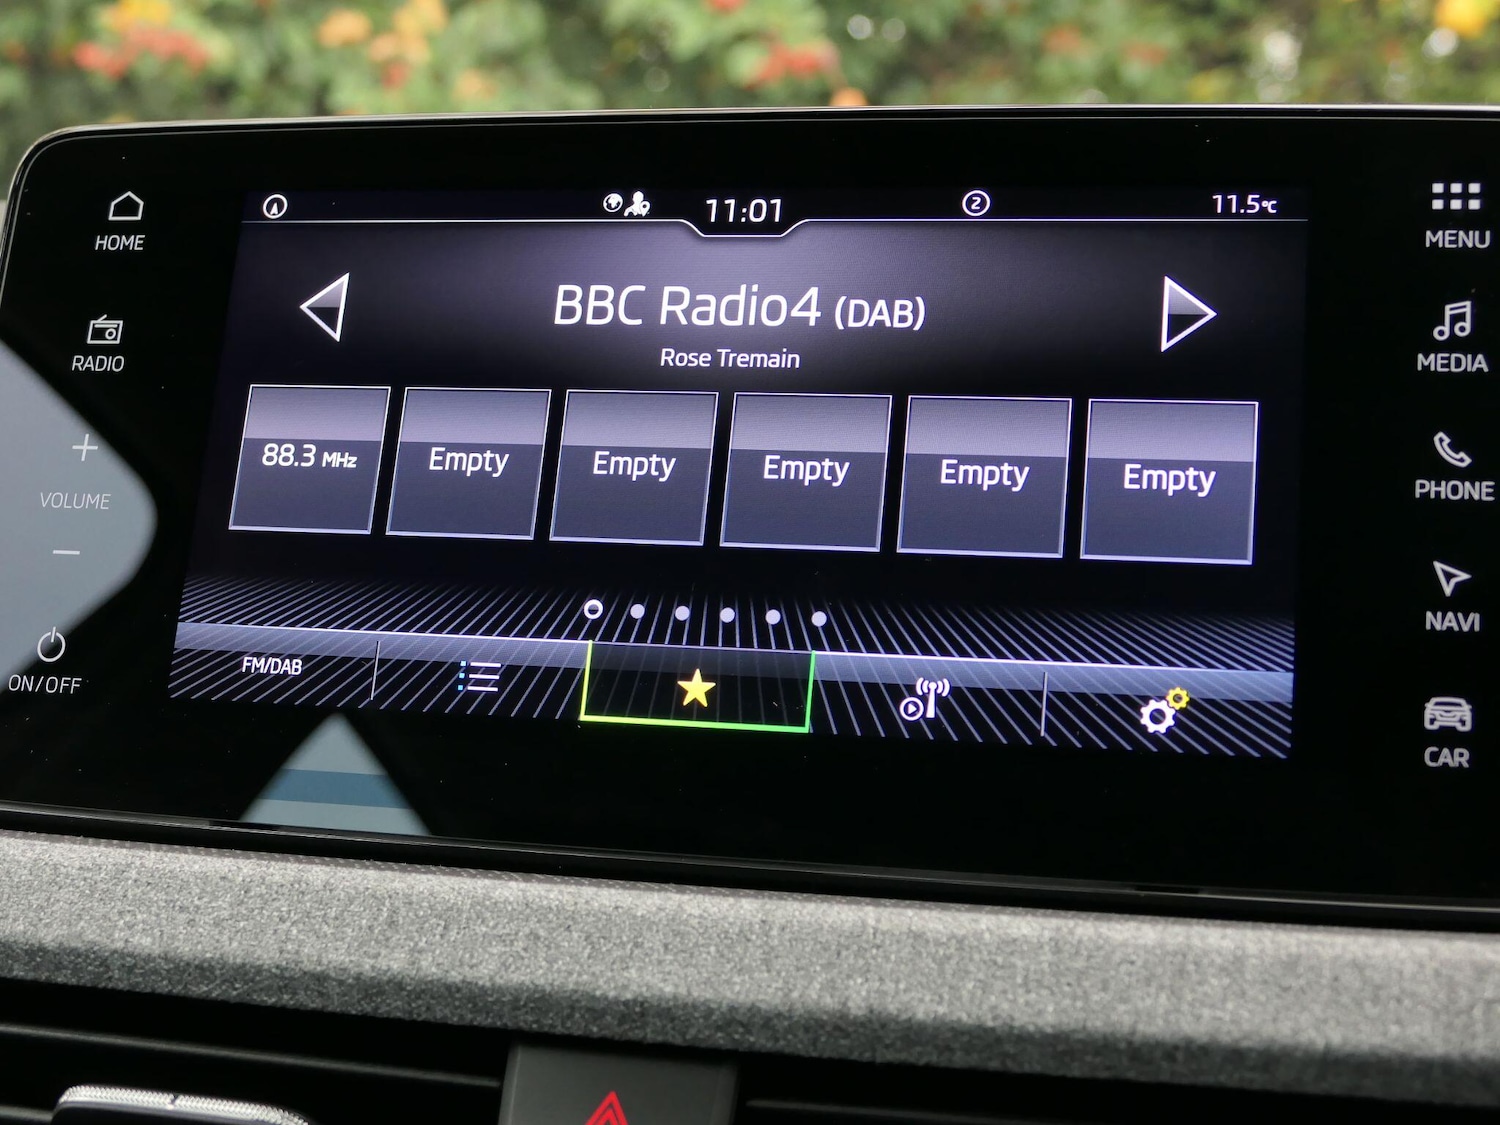 HOME
RADIO
VOLUME
ON/OFF
11:01
2
11.5°C
BBC Radio4 (DAB)
Rose Tremain
88.3 MHz
Empty
Empty
Empty
Empty
Empty
FM/DAB
MENU
MEDIA
PHONE
NAVI
CAR